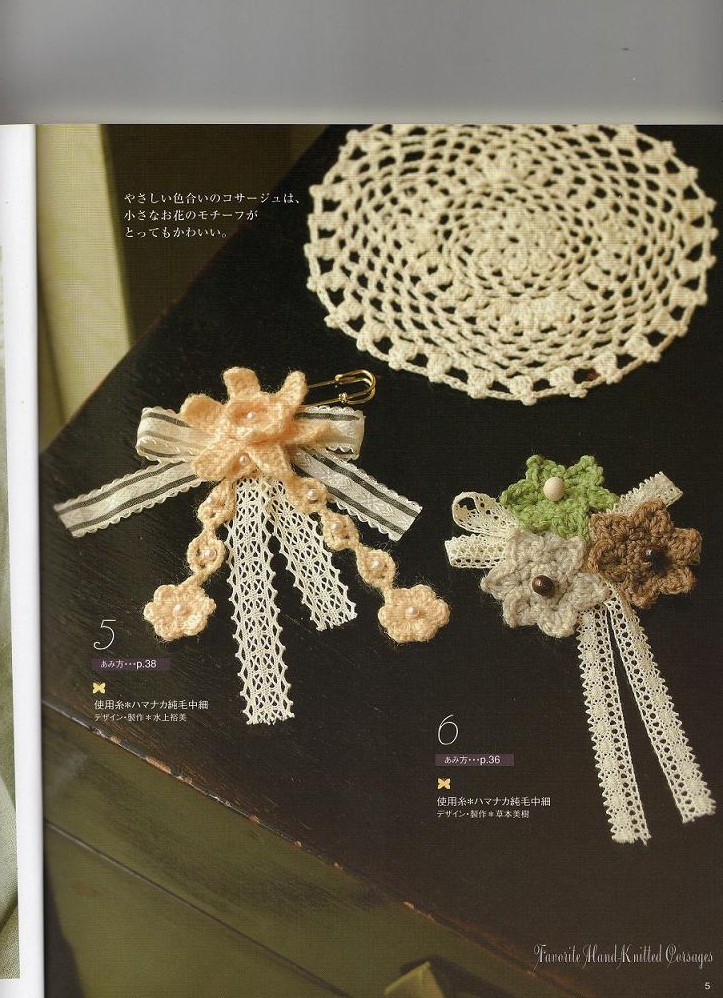 やさしい色合いのコサージュは、
小さなお花のモチーフが
とってもかわいい。
5
あみ方･･･p.38
使用糸＊ハマナカ純毛中細
デザイン・製作＊水上裕美
6
あみ方･･･p.36
使用糸＊ハマナカ純毛中細
デザイン・製作＊草本美樹
Favorite Hand-Knitted Corsages
5